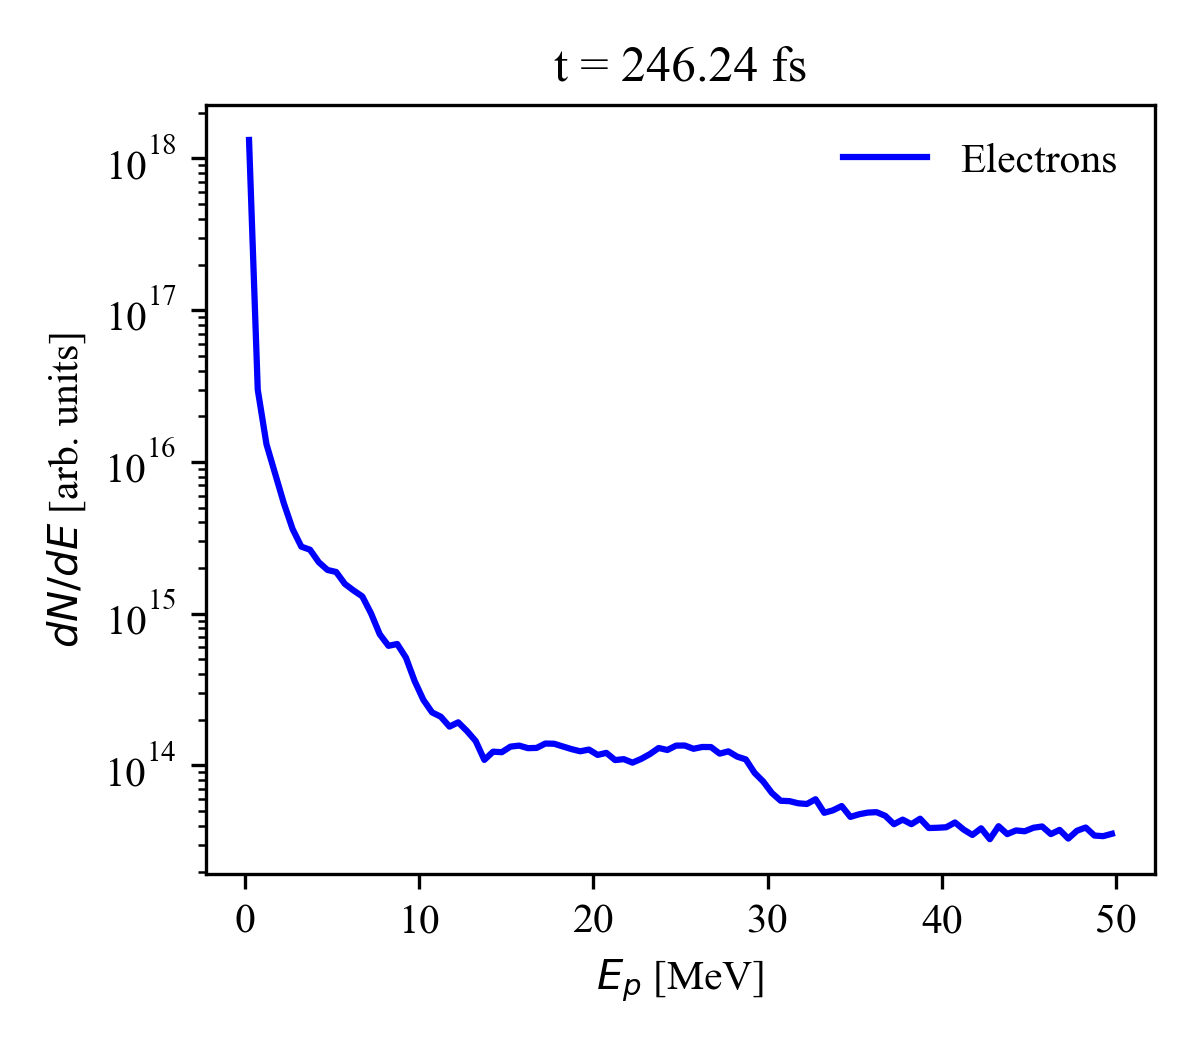 t = 246.24 fs
Electrons
10^18
10^17
10^16
10^15
10^14
dN/dE [arb. units]
0 10 20 30 40 50
E_p [MeV]